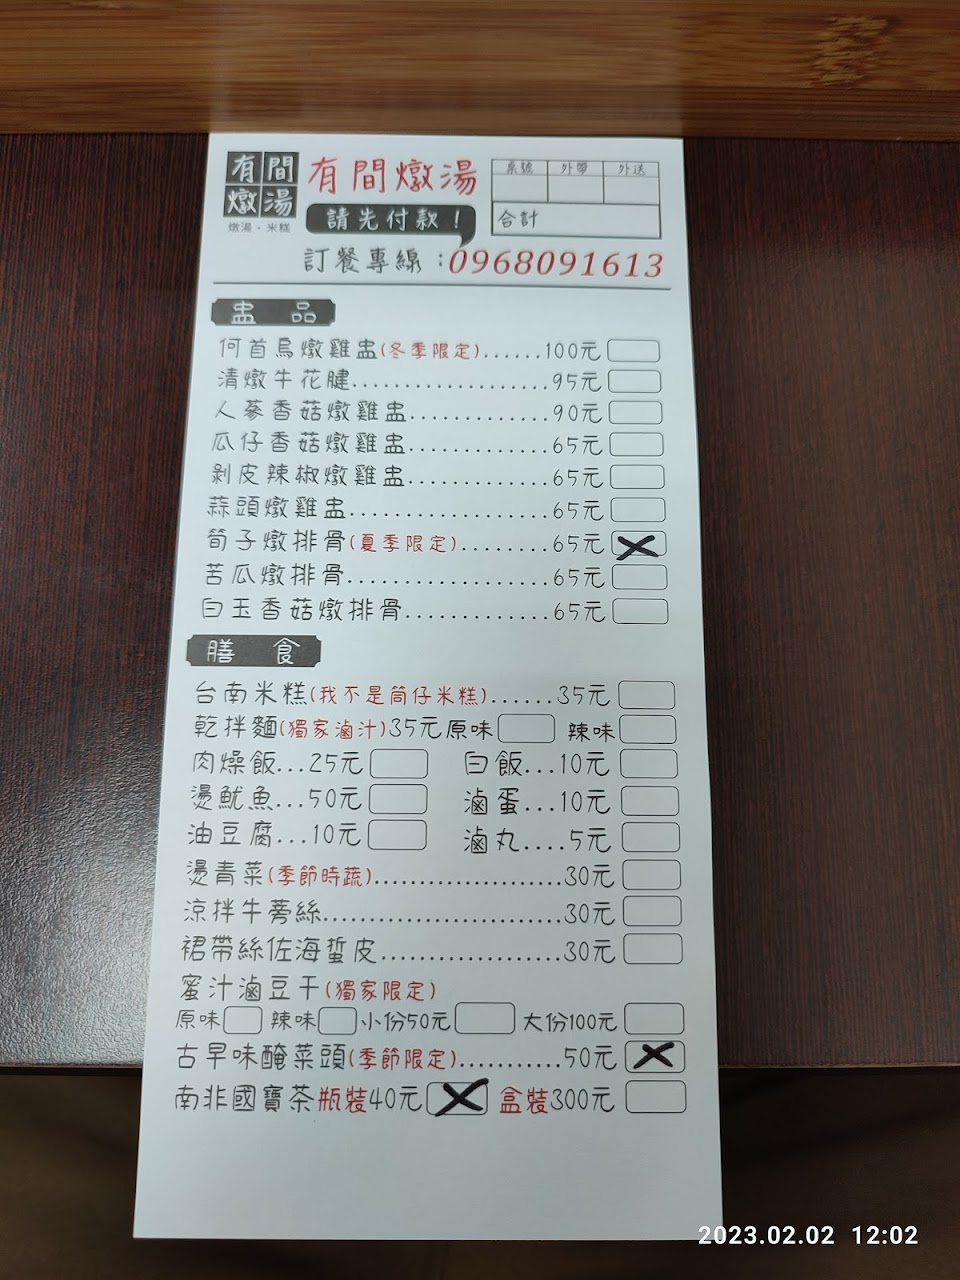 有間
燉湯
燉湯・米糕
有間燉湯
請先付款！
桌號 外帶 外送
合計
訂餐專線：0968091613
盅品
何首烏燉雞盅(冬季限定)......100元
清燉牛花腱...................95元
人蔘香菇燉雞盅..............90元
瓜仔香菇燉雞盅..............65元
剝皮辣椒燉雞盅..............65元
蒜頭燉雞盅....................65元
筍子燉排骨(夏季限定)........65元
苦瓜燉排骨....................65元
白玉香菇燉排骨..............65元
膳食
台南米糕(我不是筒仔米糕)......35元
乾拌麵(獨家滷汁)35元原味 辣味
肉燥飯...25元 白飯...10元
燙魷魚...50元 滷蛋...10元
油豆腐...10元 滷丸....5元
燙青菜(季節時蔬).......................30元
涼拌牛蒡絲............................30元
裙帶絲佐海蜇皮.....................30元
蜜汁滷豆干(獨家限定)
原味 辣味 小份50元 大份100元
古早味醃菜頭(季節限定)...........50元
南非國寶茶瓶裝40元 盒裝300元
2023.02.02 12:02